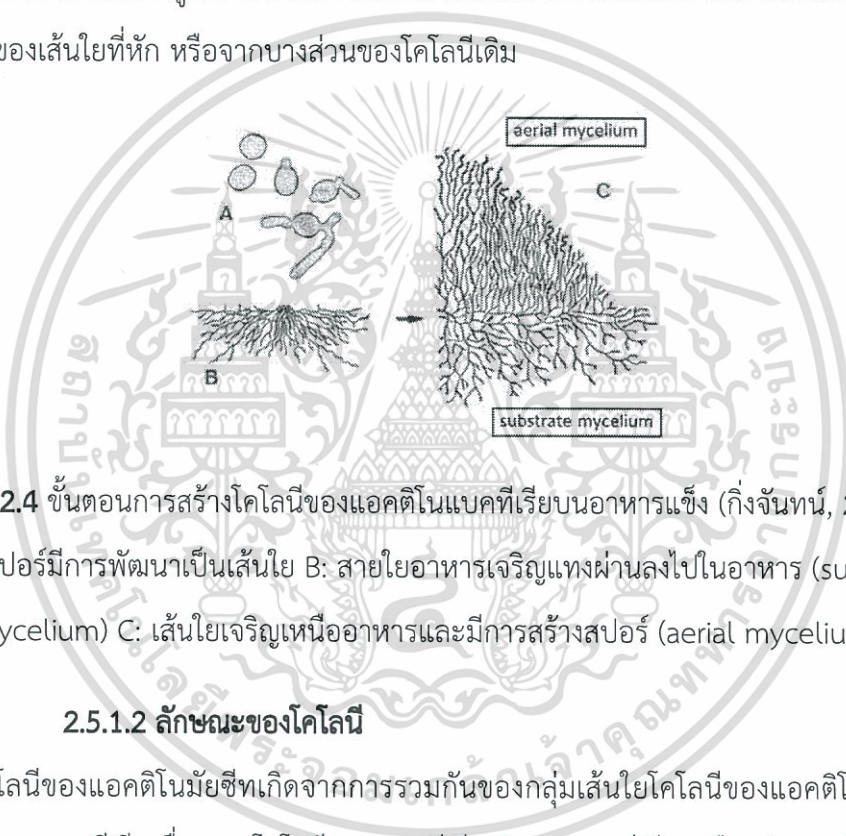 ของเส้นใยที่หัก หรือจากบางส่วนของโคโลนีเดิม
aerial mycelium
A
C
B
substrate mycelium
2.4 ขั้นตอนการสร้างโคโลนีของแอคติโนแบคทีเรียบนอาหารแข็ง (กิ่งจันทน์, 2
ปอร์มีการพัฒนาเป็นเส้นใย B: สายใยอาหารเจริญแทงผ่านลงไปในอาหาร (su
ycelium) C: เส้นใยเจริญเหนืออาหารและมีการสร้างสปอร์ (aerial myceliu
2.5.1.2 ลักษณะของโคโลนี
โลนีของแอคติโนมัยซีทเกิดจากการรวมกันของกลุ่มเส้นใยโคโลนีของแอคติโ